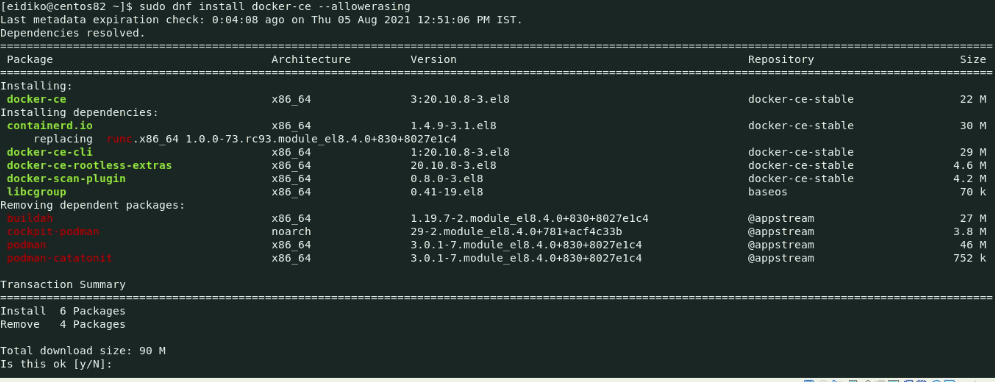 [eidiko@centos82 ~]$ sudo dnf install docker-ce --allowerasing
Last metadata expiration check: 0:04:08 ago on Thu 05 Aug 2021 12:51:06 PM IST.
Dependencies resolved.
Package Architecture Version Repository Size
Installing:
docker-ce x86_64 3:20.10.8-3.el8 docker-ce-stable 22 M
Installing dependencies:
containerd.io x86_64 1.4.9-3.1.el8 docker-ce-stable 30 M
replacing runc.x86_64 1.0.0-73.rc93.module_el8.4.0+830+8027e1c4
docker-ce-cli x86_64 1:20.10.8-3.el8 docker-ce-stable 29 M
docker-ce-rootless-extras x86_64 20.10.8-3.el8 docker-ce-stable 4.6 M
docker-scan-plugin x86_64 0.8.0-3.el8 docker-ce-stable 4.2 M
libcgroup x86_64 0.41-19.el8 baseos 70 k
Removing dependent packages:
buildah x86_64 1.19.7-2.module_el8.4.0+830+8027e1c4 @appstream 27 M
cockpit-podman noarch 29-2.module_el8.4.0+781+acf4c33b @appstream 3.8 M
podman x86_64 3.0.1-7.module_el8.4.0+830+8027e1c4 @appstream 46 M
podman-catatonit x86_64 3.0.1-7.module_el8.4.0+830+8027e1c4 @appstream 752 k
Transaction Summary
Install 6 Packages
Remove 4 Packages
Total download size: 90 M
Is this ok [y/N]: